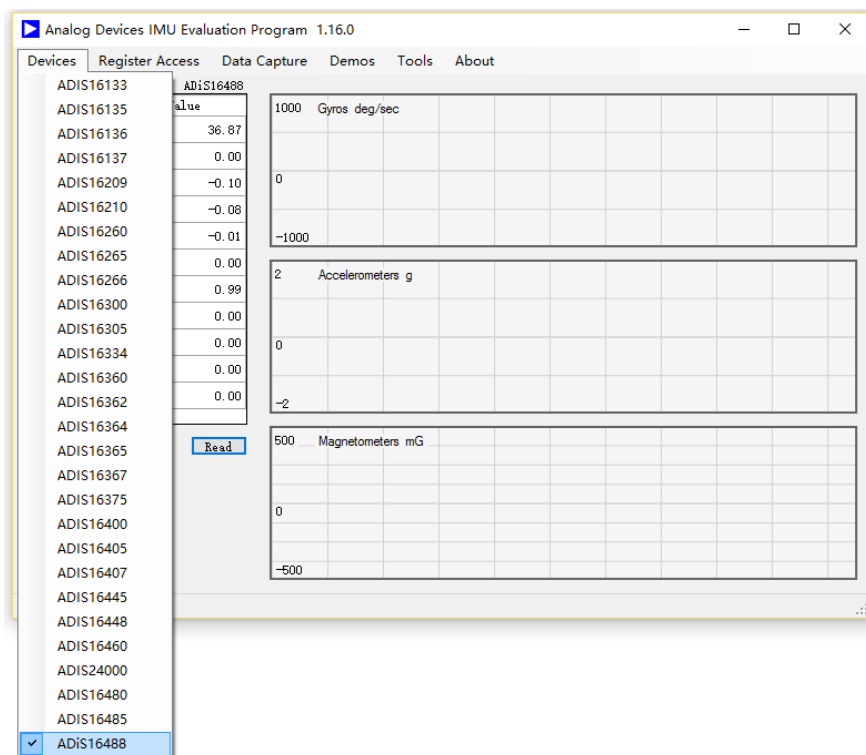 Analog Devices IMU Evaluation Program 1.16.0
Devices Register Access Data Capture Demos Tools About
ADIS16133
ADIS16135
ADIS16136
ADIS16137
ADIS16209
ADIS16210
ADIS16260
ADIS16265
ADIS16266
ADIS16300
ADIS16305
ADIS16334
ADIS16360
ADIS16362
ADIS16364
ADIS16365
ADIS16367
ADIS16375
ADIS16400
ADIS16405
ADIS16407
ADIS16445
ADIS16448
ADIS16460
ADIS24000
ADIS16480
ADIS16485
ADiS16488
ADiS16488
alue
36.87
0.00
-0.10
-0.08
-0.01
0.00
0.99
0.00
0.00
0.00
0.00
Read
1000 Gyros deg/sec
0
-1000
2 Accelerometers g
0
-2
500 Magnetometers mG
0
-500